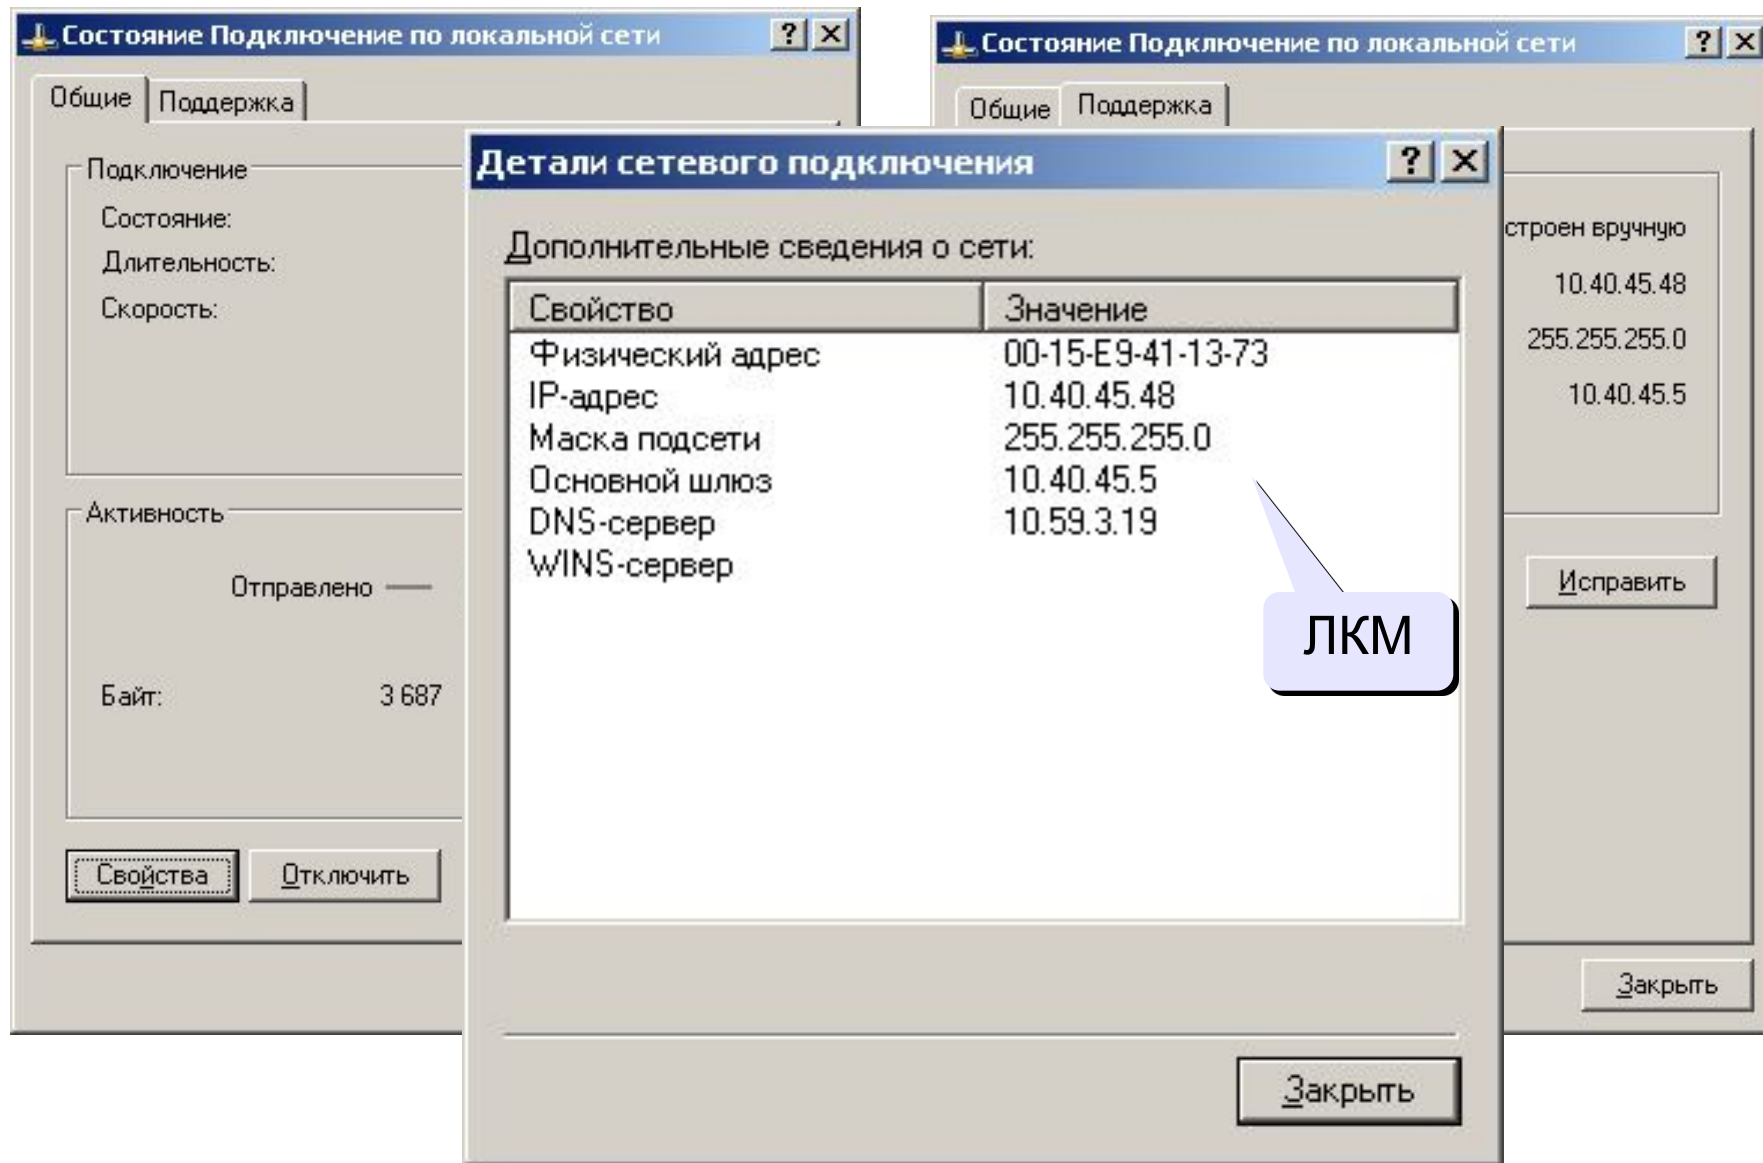 Состояние Подключение по локальной сети
Общие Поддержка
Подключение
Состояние:
Длительность:
Скорость:
Активность
Отправлено
Байт: 3 687
Свойства Отключить
Состояние Подключение по локальной сети
Общие Поддержка
строен вручную
10.40.45.48
255.255.255.0
10.40.45.5
Исправить
Закрыть
Детали сетевого подключения
Дополнительные сведения о сети:
Свойство Значение
Физический адрес 00-15-E9-41-13-73
IP-адрес 10.40.45.48
Маска подсети 255.255.255.0
Основной шлюз 10.40.45.5
DNS-сервер 10.59.3.19
WINS-сервер
ЛКМ
Закрыть